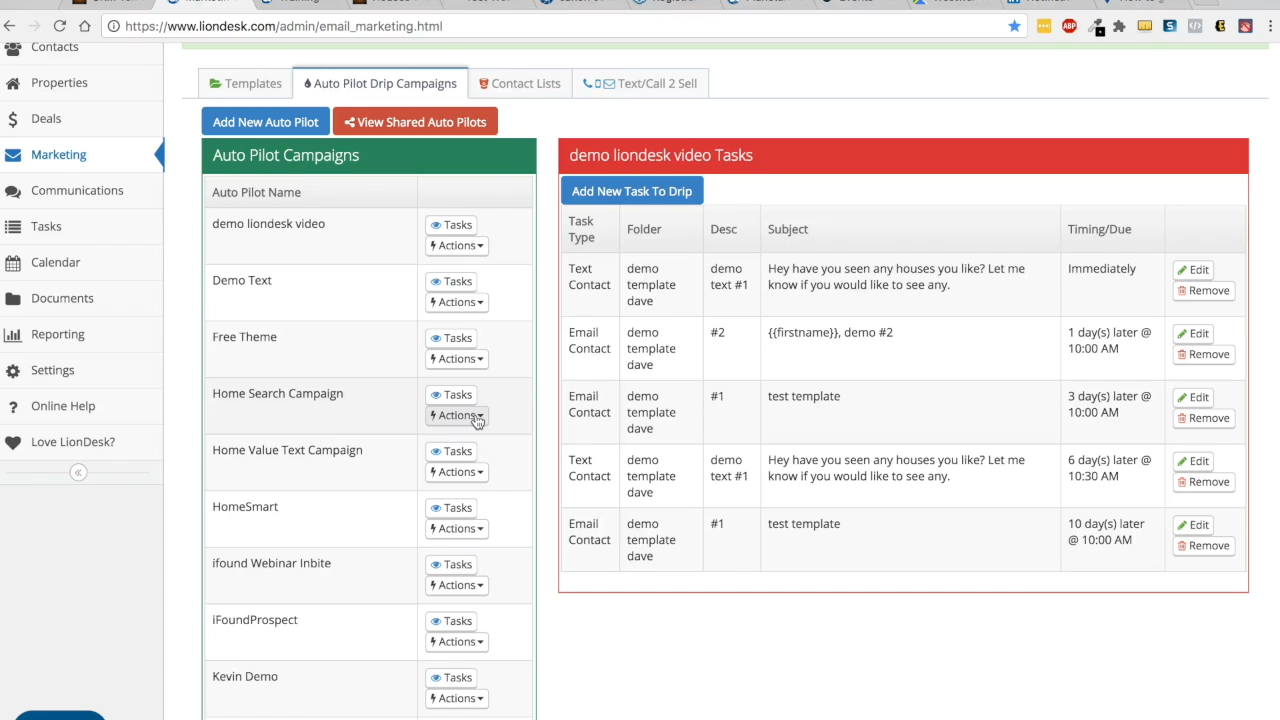 https://www.liondesk.com/admin/email_marketing.html
ABP
Contacts
Properties
Deals
Marketing
Communications
Tasks
Calendar
Documents
Reporting
Settings
Online Help
Love LionDesk?
Templates
Auto Pilot Drip Campaigns
Contact Lists
Text/Call 2 Sell
Add New Auto Pilot
View Shared Auto Pilots
Auto Pilot Campaigns
Auto Pilot Name
demo liondesk video
Tasks
Actions
Demo Text
Tasks
Actions
Free Theme
Tasks
Actions
Home Search Campaign
Tasks
Actions
Home Value Text Campaign
Tasks
Actions
HomeSmart
Tasks
Actions
ifound Webinar Inbite
Tasks
Actions
iFoundProspect
Tasks
Actions
Kevin Demo
Tasks
Actions
demo liondesk video Tasks
Add New Task To Drip
Task
Type
Folder
Desc
Subject
Timing/Due
Text
Contact
demo
template
dave
demo
text #1
Hey have you seen any houses you like? Let me
know if you would like to see any.
Immediately
Edit
Remove
Email
Contact
demo
template
dave
#2
{{firstname}}, demo #2
1 day(s) later @
10:00 AM
Edit
Remove
Email
Contact
demo
template
dave
#1
test template
3 day(s) later @
10:00 AM
Edit
Remove
Text
Contact
demo
template
dave
demo
text #1
Hey have you seen any houses you like? Let me
know if you would like to see any.
6 day(s) later @
10:30 AM
Edit
Remove
Email
Contact
demo
template
dave
#1
test template
10 day(s) later
@ 10:00 AM
Edit
Remove